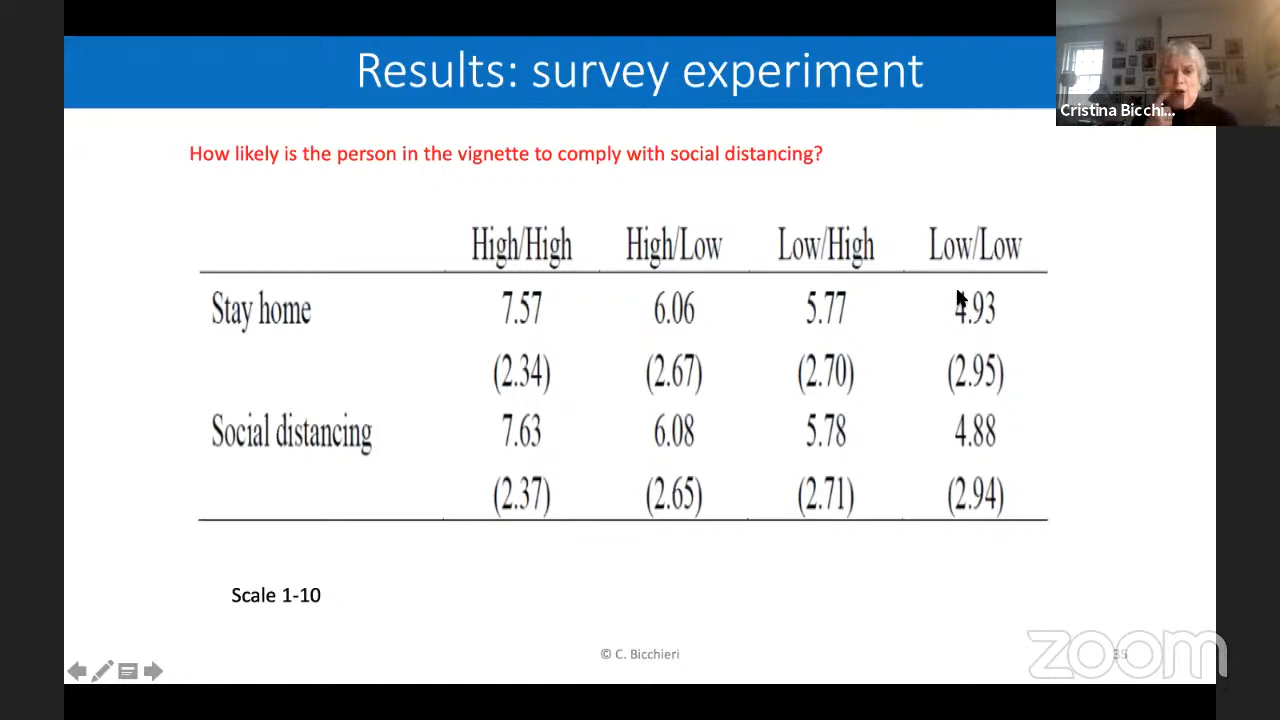 Results: survey experiment
Cristina Bicchi...
How likely is the person in the vignette to comply with social distancing?
High/High High/Low Low/High Low/Low
Stay home 7.57 6.06 5.77 4.93
(2.34) (2.67) (2.70) (2.95)
Social distancing 7.63 6.08 5.78 4.88
(2.37) (2.65) (2.71) (2.94)
Scale 1-10
© C. Bicchieri
zoom
35